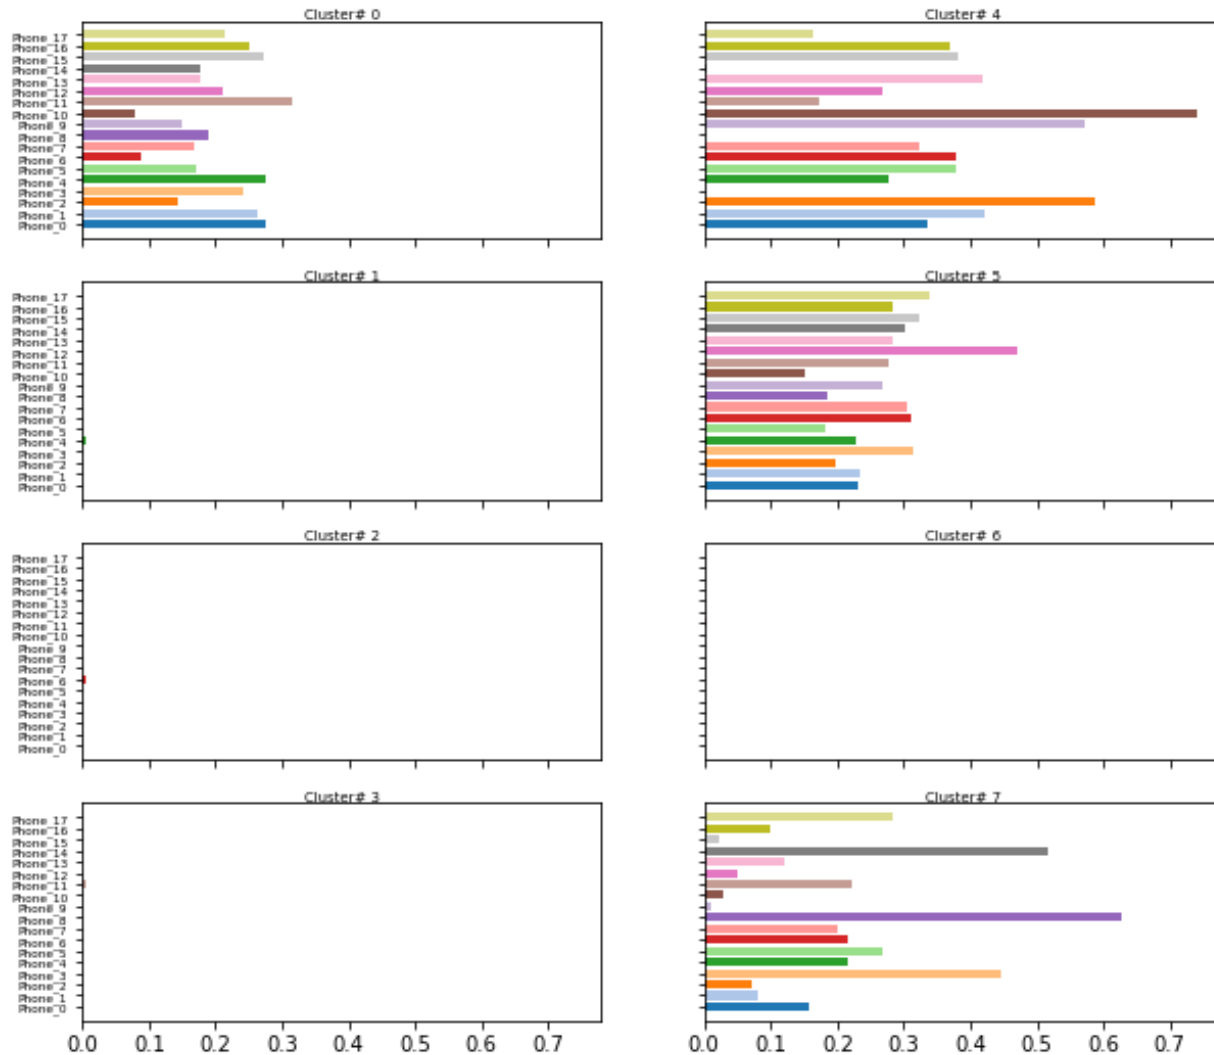 Cluster# 0
Phone_17
Phone_16
Phone_15
Phone_14
Phone_13
Phone_12
Phone_11
Phone_10
Phone_9
Phone_8
Phone_7
Phone_6
Phone_5
Phone_4
Phone_3
Phone_2
Phone_1
Phone_0
Cluster# 4
Cluster# 1
Phone_17
Phone_16
Phone_15
Phone_14
Phone_13
Phone_12
Phone_11
Phone_10
Phone_9
Phone_8
Phone_7
Phone_6
Phone_5
Phone_4
Phone_3
Phone_2
Phone_1
Phone_0
Cluster# 5
Cluster# 2
Phone_17
Phone_16
Phone_15
Phone_14
Phone_13
Phone_12
Phone_11
Phone_10
Phone_9
Phone_8
Phone_7
Phone_6
Phone_5
Phone_4
Phone_3
Phone_2
Phone_1
Phone_0
Cluster# 6
Cluster# 3
Phone_17
Phone_16
Phone_15
Phone_14
Phone_13
Phone_12
Phone_11
Phone_10
Phone_9
Phone_8
Phone_7
Phone_6
Phone_5
Phone_4
Phone_3
Phone_2
Phone_1
Phone_0
0.0 0.1 0.2 0.3 0.4 0.5 0.6 0.7
Cluster# 7
0.0 0.1 0.2 0.3 0.4 0.5 0.6 0.7